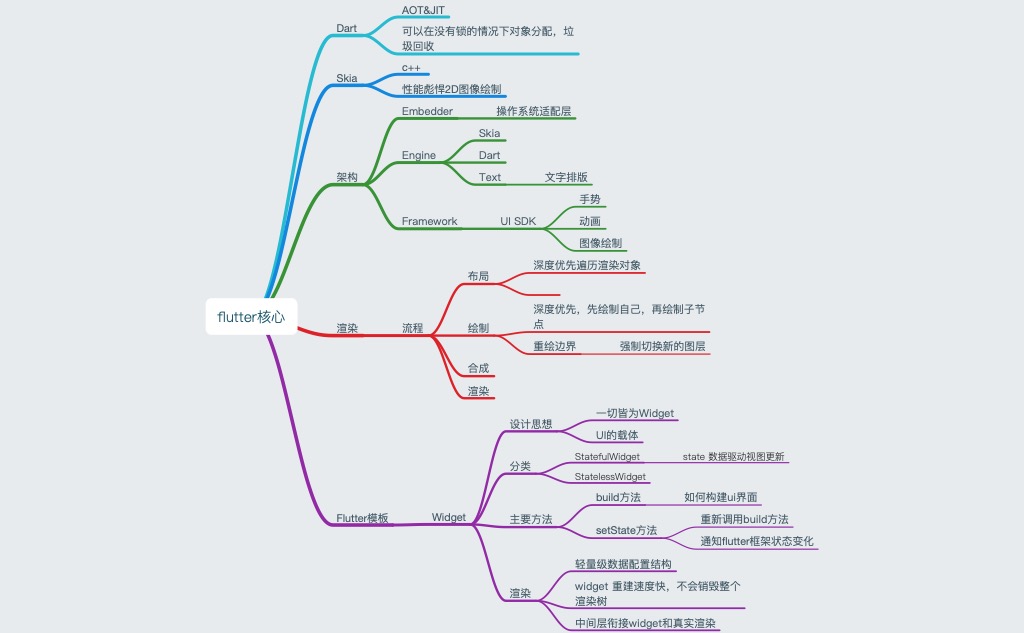 flutter核心
Dart
AOT&JIT
可以在没有锁的情况下对象分配，垃
圾回收
Skia
c++
性能彪悍2D图像绘制
架构
Embedder
操作系统适配层
Engine
Skia
Dart
Text
文字排版
Framework
UI SDK
手势
动画
图像绘制
渲染
流程
布局
深度优先遍历渲染对象
绘制
深度优先，先绘制自己，再绘制子节
点
重绘边界
强制切换新的图层
合成
渲染
Flutter模板
Widget
设计思想
一切皆为Widget
UI的载体
分类
StatefulWidget
state 数据驱动视图更新
StatelessWidget
主要方法
build方法
如何构建ui界面
setState方法
重新调用build方法
通知flutter框架状态变化
渲染
轻量级数据配置结构
widget 重建速度快，不会销毁整个
渲染树
中间层衔接widget和真实渲染